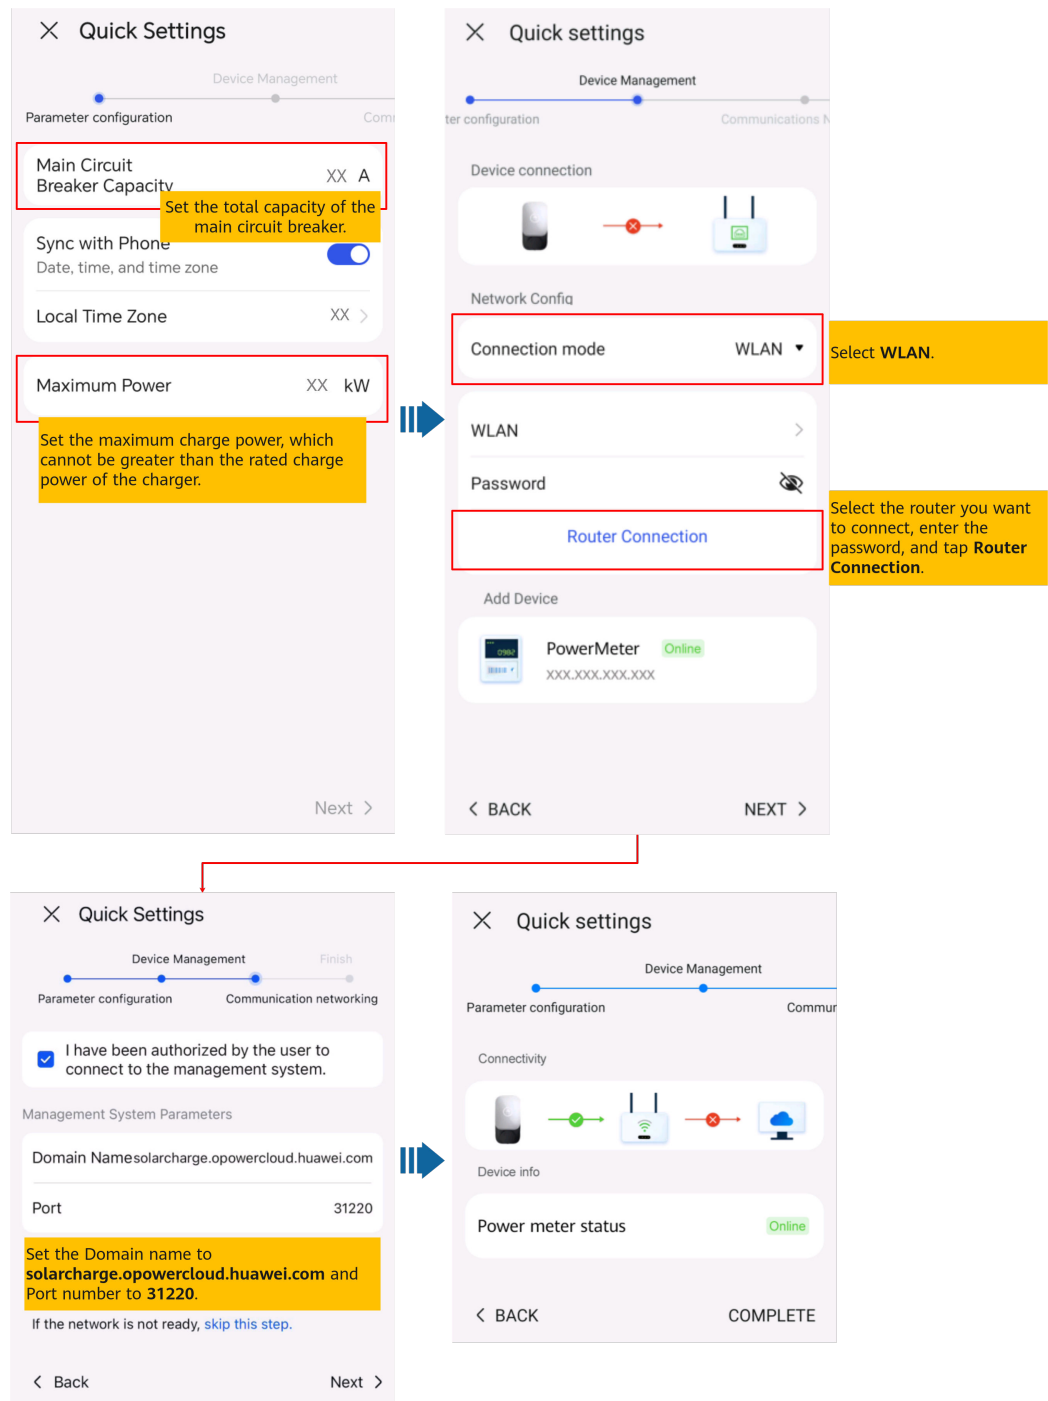 Quick Settings
Device Management
Parameter configuration
Com
Main Circuit
Breaker Capacity
XX A
Set the total capacity of the
main circuit breaker.
Sync with Phone
Date, time, and time zone
Local Time Zone
XX
Maximum Power
XX kW
Set the maximum charge power, which
cannot be greater than the rated charge
power of the charger.
Next
Quick settings
Device Management
ter configuration
Communications N
Device connection
Network Config
Connection mode
WLAN
Select WLAN.
WLAN
Password
Router Connection
Select the router you want
to connect, enter the
password, and tap Router
Connection.
Add Device
0982
PowerMeter
Online
XXX.XXX.XXX.XXX
BACK
NEXT
Quick Settings
Device Management
Finish
Parameter configuration
Communication networking
I have been authorized by the user to
connect to the management system.
Management System Parameters
Domain Name solarcharge.opowercloud.huawei.com
Port
31220
Set the Domain name to
solarcharge.opowercloud.huawei.com and
Port number to 31220.
If the network is not ready, skip this step.
Back
Next
Quick settings
Device Management
Parameter configuration
Commur
Connectivity
Device info
Power meter status
Online
BACK
COMPLETE